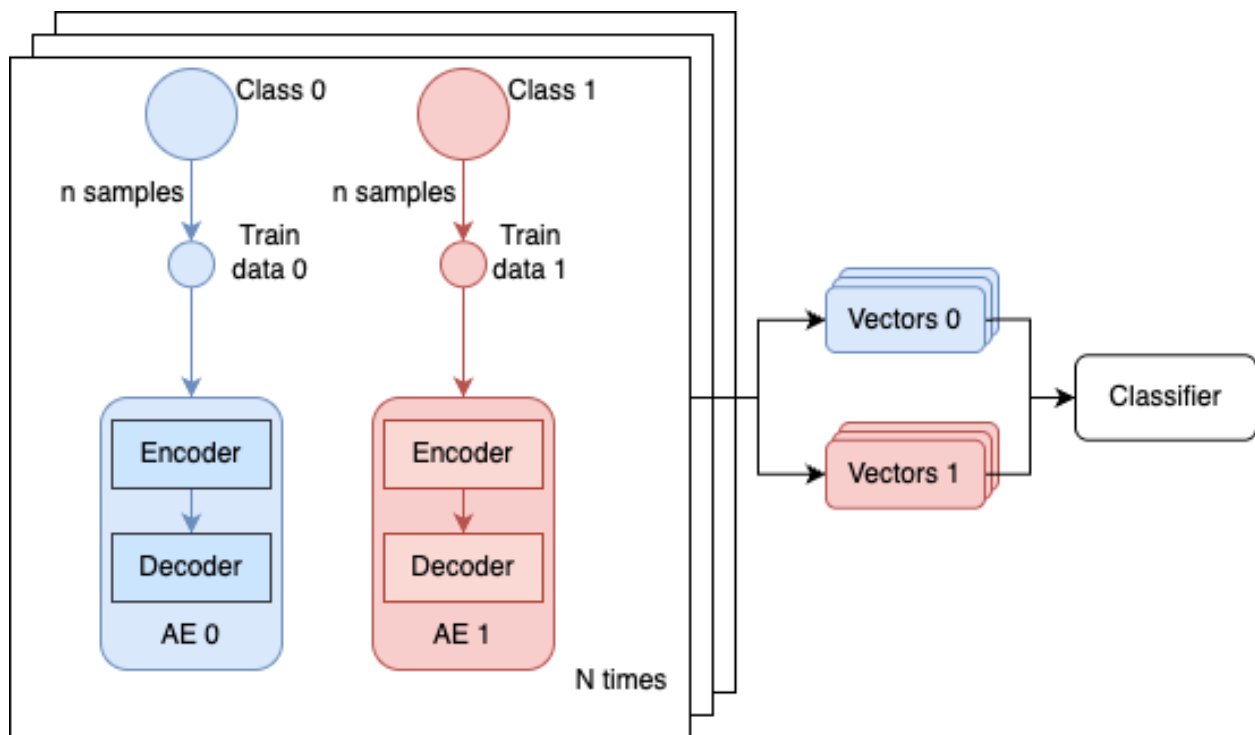 Class 0
Class 1
n samples
n samples
Train
data 0
Train
data 1
Encoder
Decoder
AE 0
Encoder
Decoder
AE 1
N times
Vectors 0
Vectors 1
Classifier